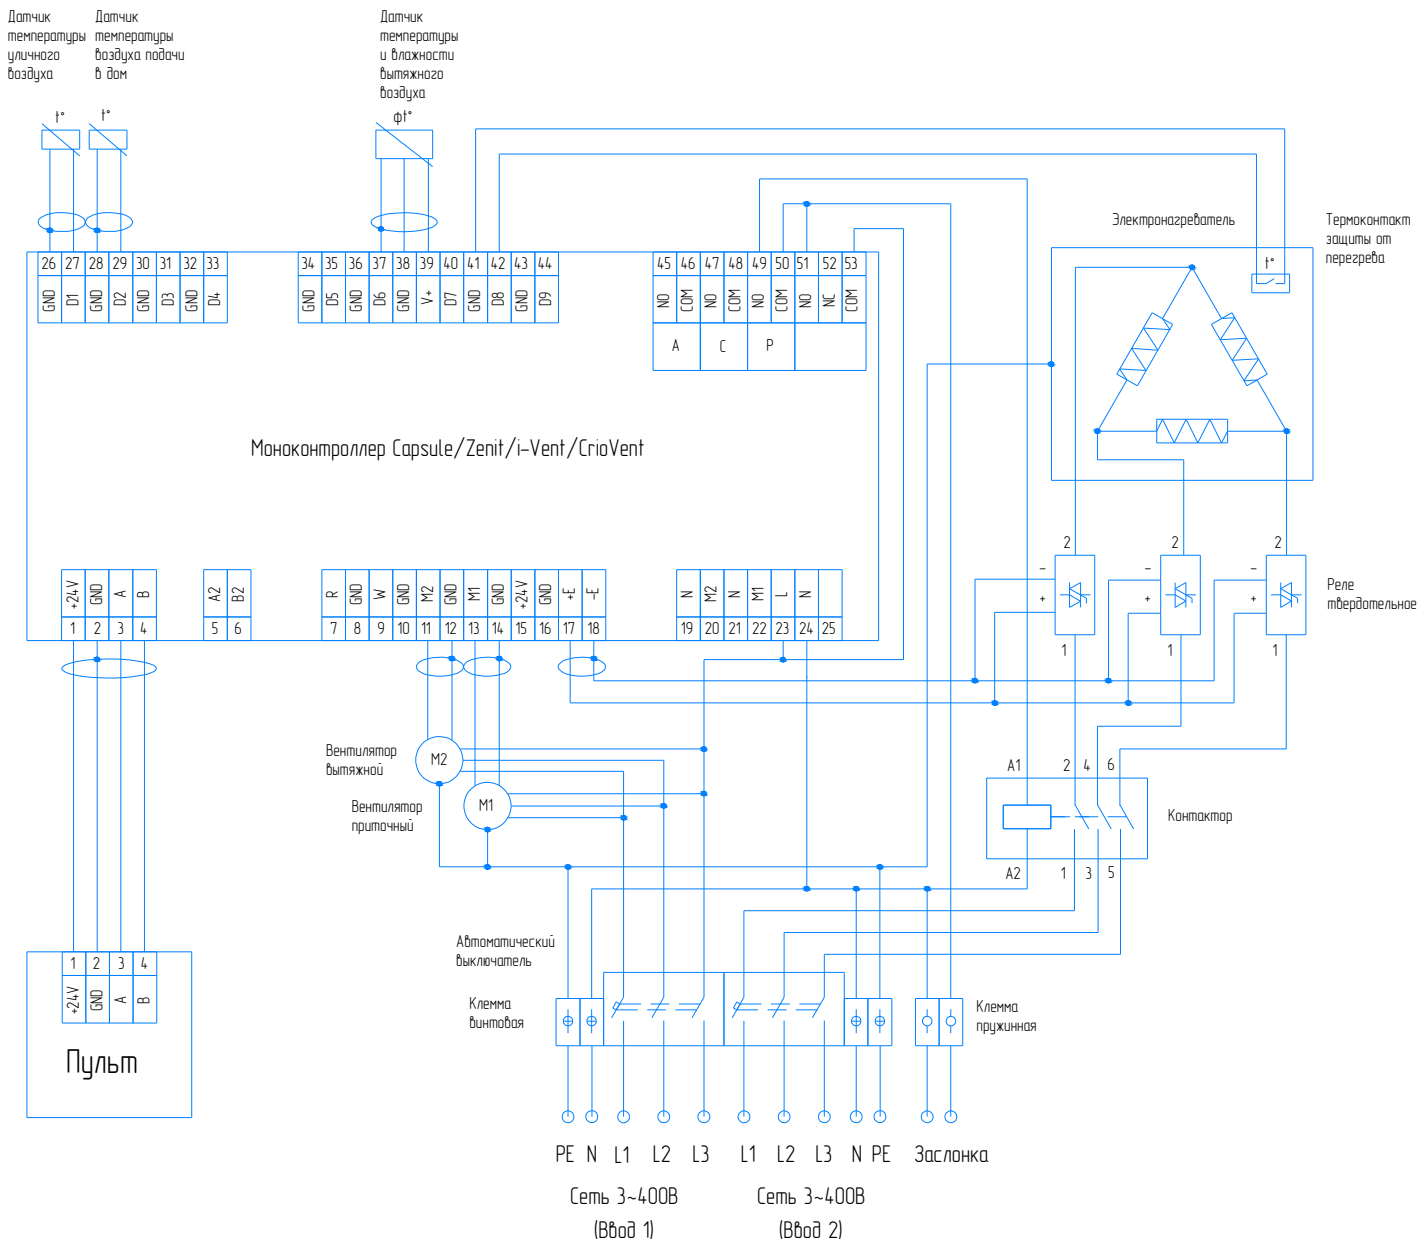 Датчик
температуры
уличного
воздуха
Датчик
температуры
воздуха подачи
в дом
Датчик
температуры
и влажности
вытяжного
воздуха
t°
t°
φt°
Электронагреватель
Термоконтакт
защиты от
перегрева
t°
26 27 28 29 30 31 32 33
GND D1 GND D2 GND D3 GND D4
34 35 36 37 38 39 40 41 42 43 44
GND D5 GND D6 GND V+ D7 GND D8 GND D9
45 46 47 48 49 50 51 52 53
NO COM NO COM NO COM NO NC COM
A C P
Моноконтроллер Capsule/Zenit/i-Vent/CrioVent
+24V GND A B
1 2 3 4
A2 B2
5 6
R GND W GND M2 GND M1 GND +24V GND +E -E
7 8 9 10 11 12 13 14 15 16 17 18
N M2 N M1 L N
19 20 21 22 23 24 25
2 2 2
- - -
+ + +
1 1 1
Реле
твердотельное
Вентилятор
вытяжной
M2
Вентилятор
приточный
M1
A1 2 4 6
Контактор
A2 1 3 5
Автоматический
выключатель
Клемма
винтовая
Клемма
пружинная
1 2 3 4
+24V GND A B
Пульт
PE N L1 L2 L3 L1 L2 L3 N PE Заслонка
Сеть 3~400В
(Ввод 1)
Сеть 3~400В
(Ввод 2)